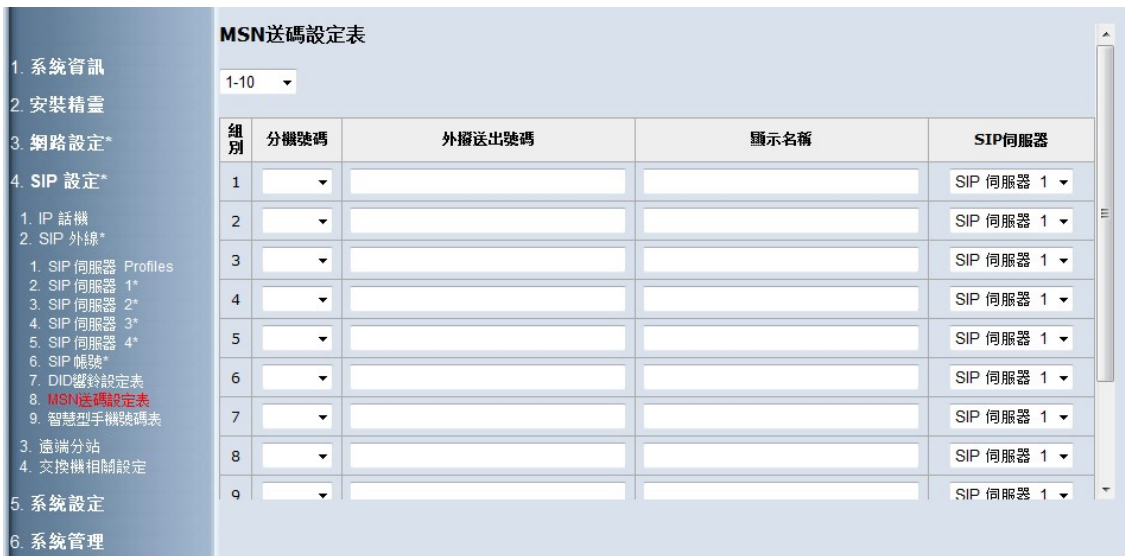 1. 系統資訊
2. 安裝精靈
3. 網路設定*
4. SIP 設定*
1. IP 話機
2. SIP 外線*
1. SIP 伺服器 Profiles
2. SIP 伺服器 1*
3. SIP 伺服器 2*
4. SIP 伺服器 3*
5. SIP 伺服器 4*
6. SIP 帳號*
7. DID響鈴設定表
8. MSN送碼設定表
9. 智慧型手機號碼表
3. 遠端分站
4. 交換機相關設定
5. 系統設定
6. 系統管理
MSN送碼設定表
1-10
組別 分機號碼 外撥送出號碼 顯示名稱 SIP伺服器
1 SIP 伺服器 1
2 SIP 伺服器 1
3 SIP 伺服器 1
4 SIP 伺服器 1
5 SIP 伺服器 1
6 SIP 伺服器 1
7 SIP 伺服器 1
8 SIP 伺服器 1
9 SIP 伺服器 1